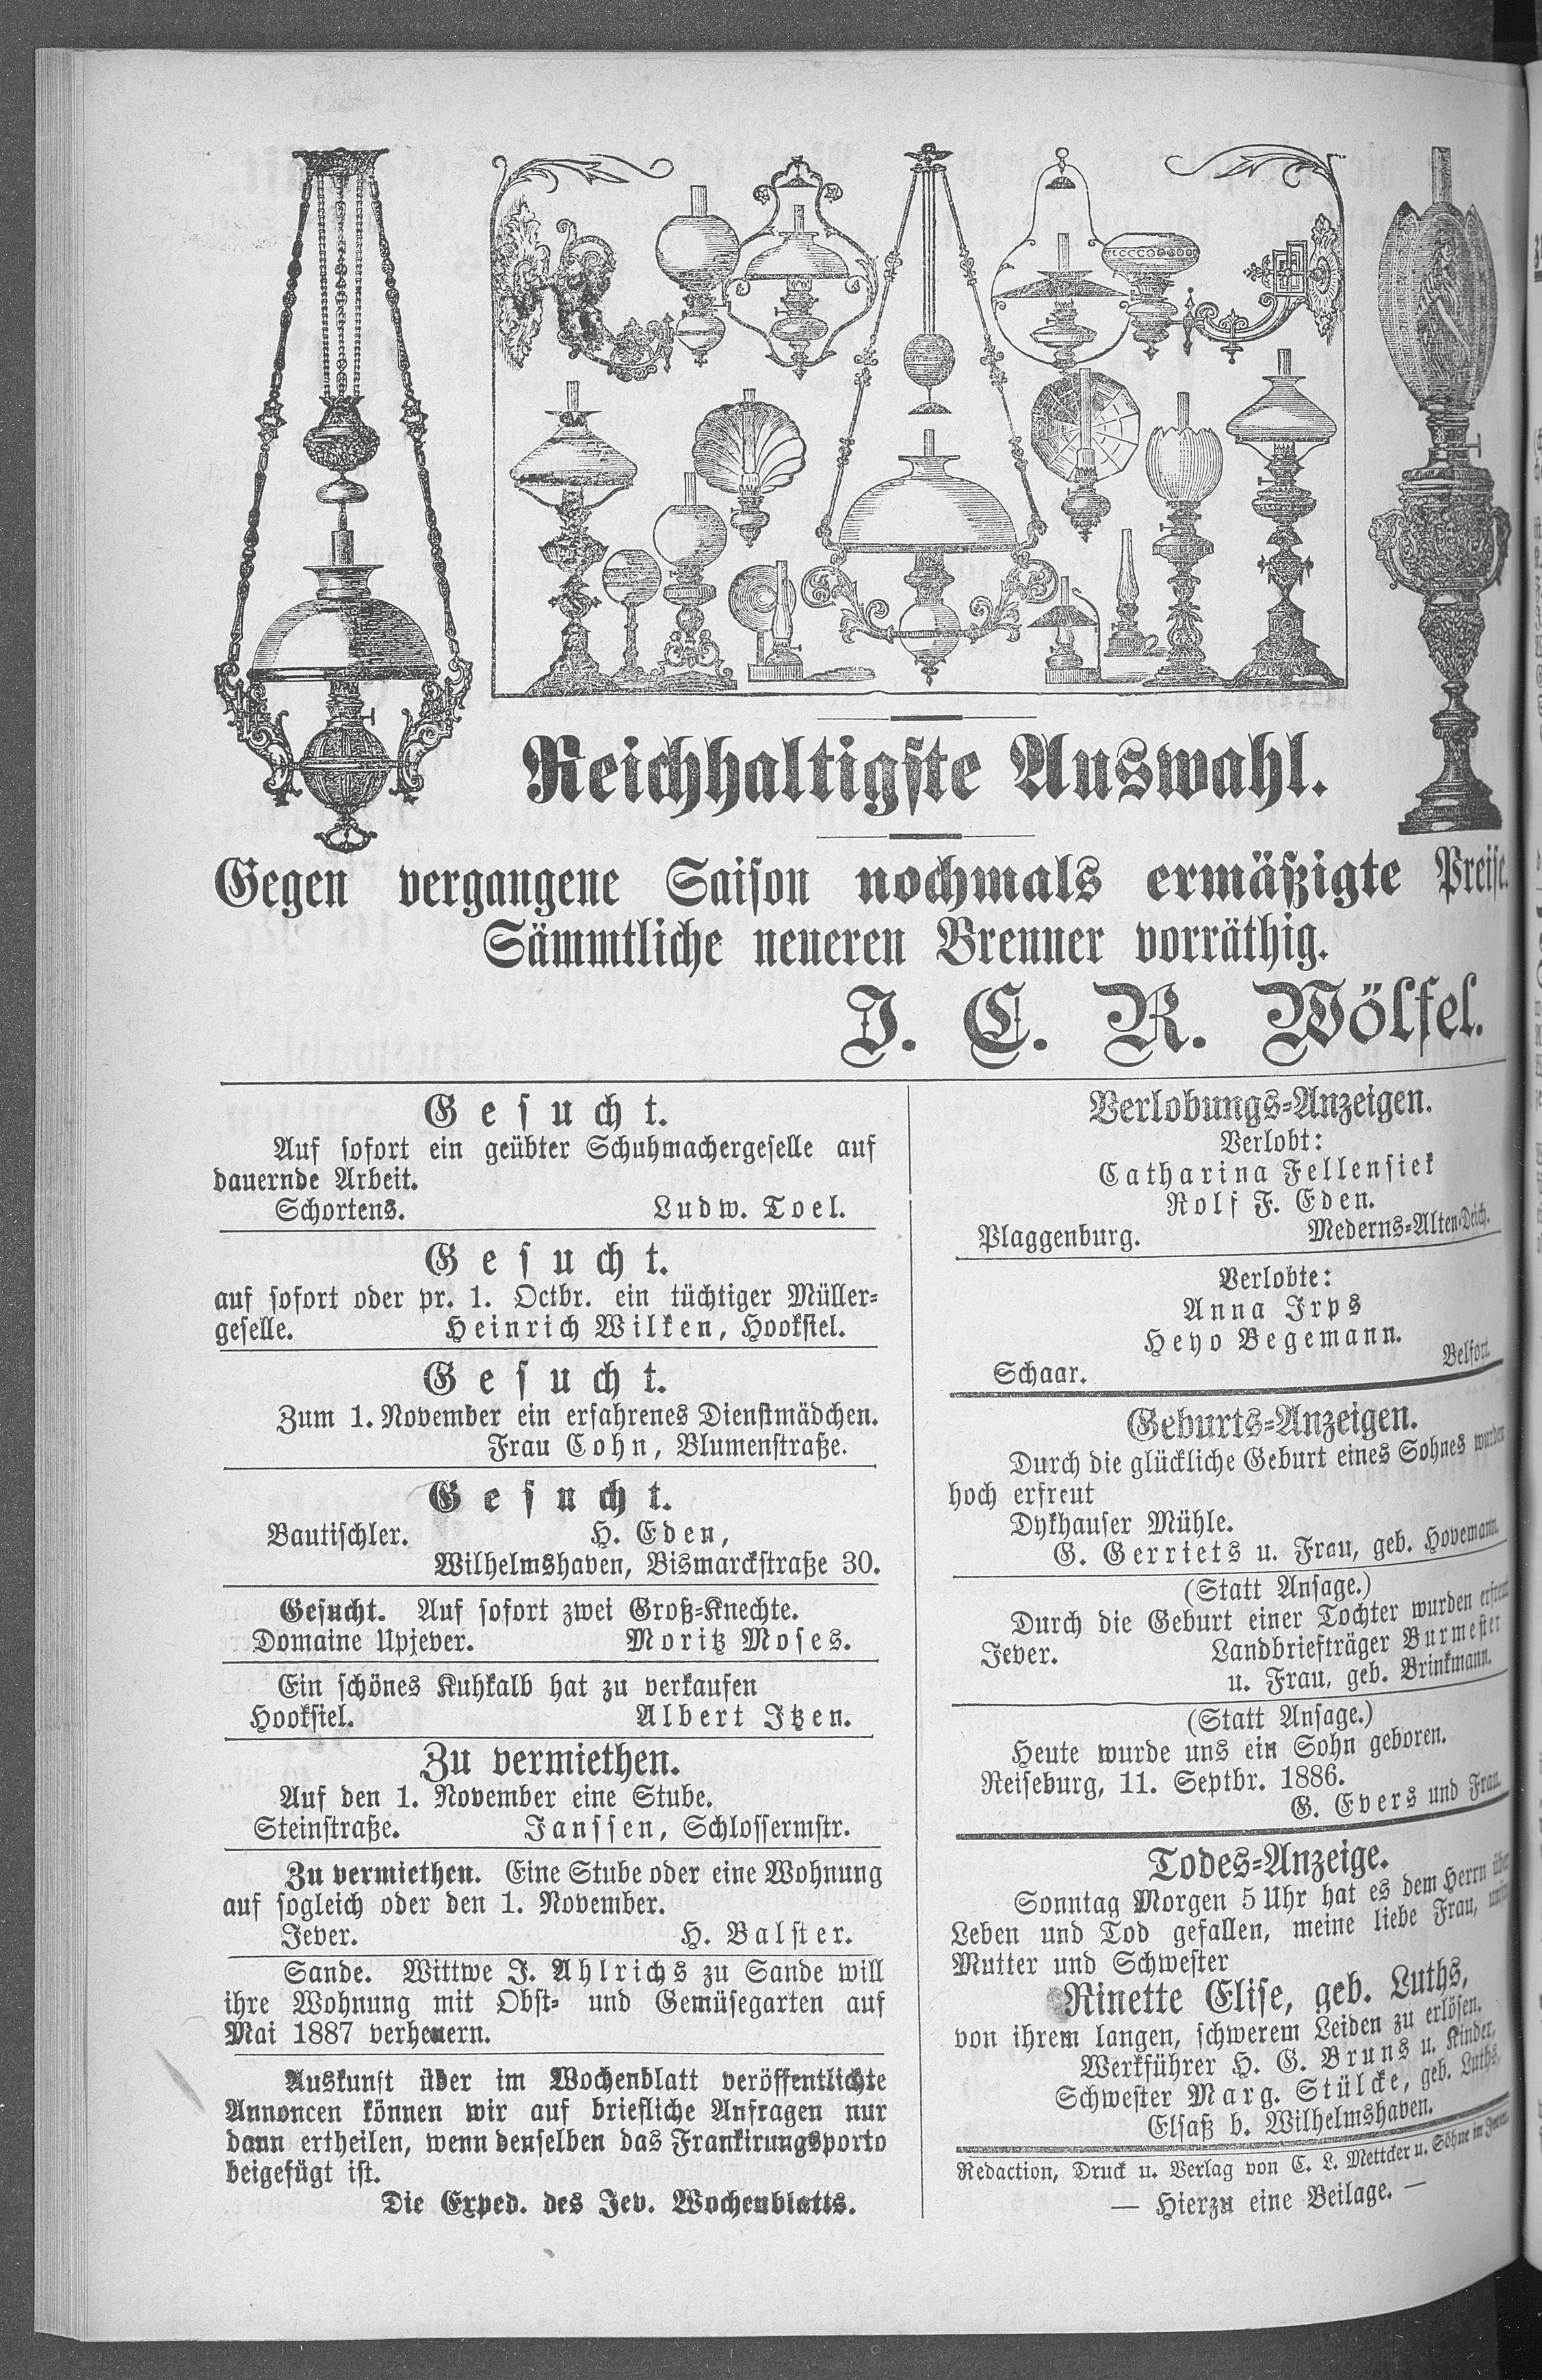 Reichhaltigste Auswahl.
Gegen vergangene Saison nochmals ermäßigte Preise.
Sämmtliche neueren Brenner vorräthig.
J. C. R. Wölfel.
Gesucht.
Auf sofort ein geübter Schuhmachergeselle auf
dauernde Arbeit.
Schortens. Ludw. Toel.
Gesucht.
auf sofort oder pr. 1. Octbr. ein tüchtiger Müller-
geselle. Heinrich Wilken, Hooksiel.
Gesucht.
Zum 1. November ein erfahrenes Dienstmädchen.
Frau Cohn, Blumenstraße.
Gesucht.
Bautischler. H. Eden,
Wilhelmshaven, Bismarckstraße 30.
Gesucht. Auf sofort zwei Groß-Knechte.
Domaine Upjever. Moritz Moses.
Ein schönes Kuhkalb hat zu verkaufen
Hooksiel. Albert Itzen.
Zu vermiethen.
Auf den 1. November eine Stube.
Steinstraße. Janssen, Schlossermstr.
Zu vermiethen. Eine Stube oder eine Wohnung
auf sogleich oder den 1. November.
Jever. H. Balster.
Sande. Wittwe J. Ahlrichs zu Sande will
ihre Wohnung mit Obst- und Gemüsegarten auf
Mai 1887 verheuern.
Auskunft über im Wochenblatt veröffentlichte
Annoncen können wir auf briefliche Anfragen nur
dann ertheilen, wenn denselben das Frankirungsporto
beigefügt ist.
Die Exped. des Jev. Wochenblatts.
Verlobungs-Anzeigen.
Verlobt:
Catharina Fellensiek
Rolf F. Eden.
Plaggenburg. Mederns-Alten-Deich.
Verlobte:
Anna Irps
Heyo Begemann.
Schaar. Belfort.
Geburts-Anzeigen.
Durch die glückliche Geburt eines Sohnes wurden
hoch erfreut
Dykhauser Mühle.
G. Gerriets u. Frau, geb. Hovemann.
(Statt Ansage.)
Durch die Geburt einer Tochter wurden erfreut
Jever. Landbriefträger Burmester
u. Frau, geb. Brinkmann.
(Statt Ansage.)
Heute wurde uns ein Sohn geboren.
Reiseburg, 11. Septbr. 1886.
G. Evers und Frau.
Todes-Anzeige.
Sonntag Morgen 5 Uhr hat es dem Herrn über
Leben und Tod gefallen, meine liebe Frau, unsere
Mutter und Schwester
Ninette Elise, geb. Luths,
von ihrem langen, schwerem Leiden zu erlösen.
Werkführer H. G. Bruns u. Kinder,
Schwester Marg. Stülcke, geb. Luths,
Elsaß b. Wilhelmshaven.
Redaction, Druck u. Verlag von C. L. Mettcker u. Söhne in Jever.
— Hierzu eine Beilage. —